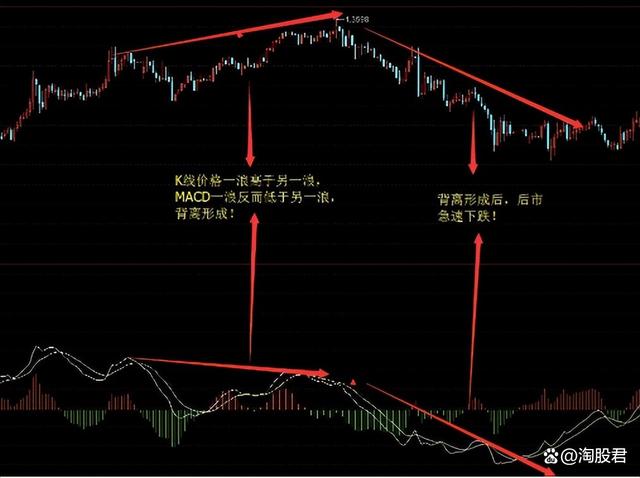 1.3698
K线价格一浪高于另一浪，
MACD一浪反而低于另一浪，
背离形成！
背离形成后，后市
急速下跌！
@淘股君